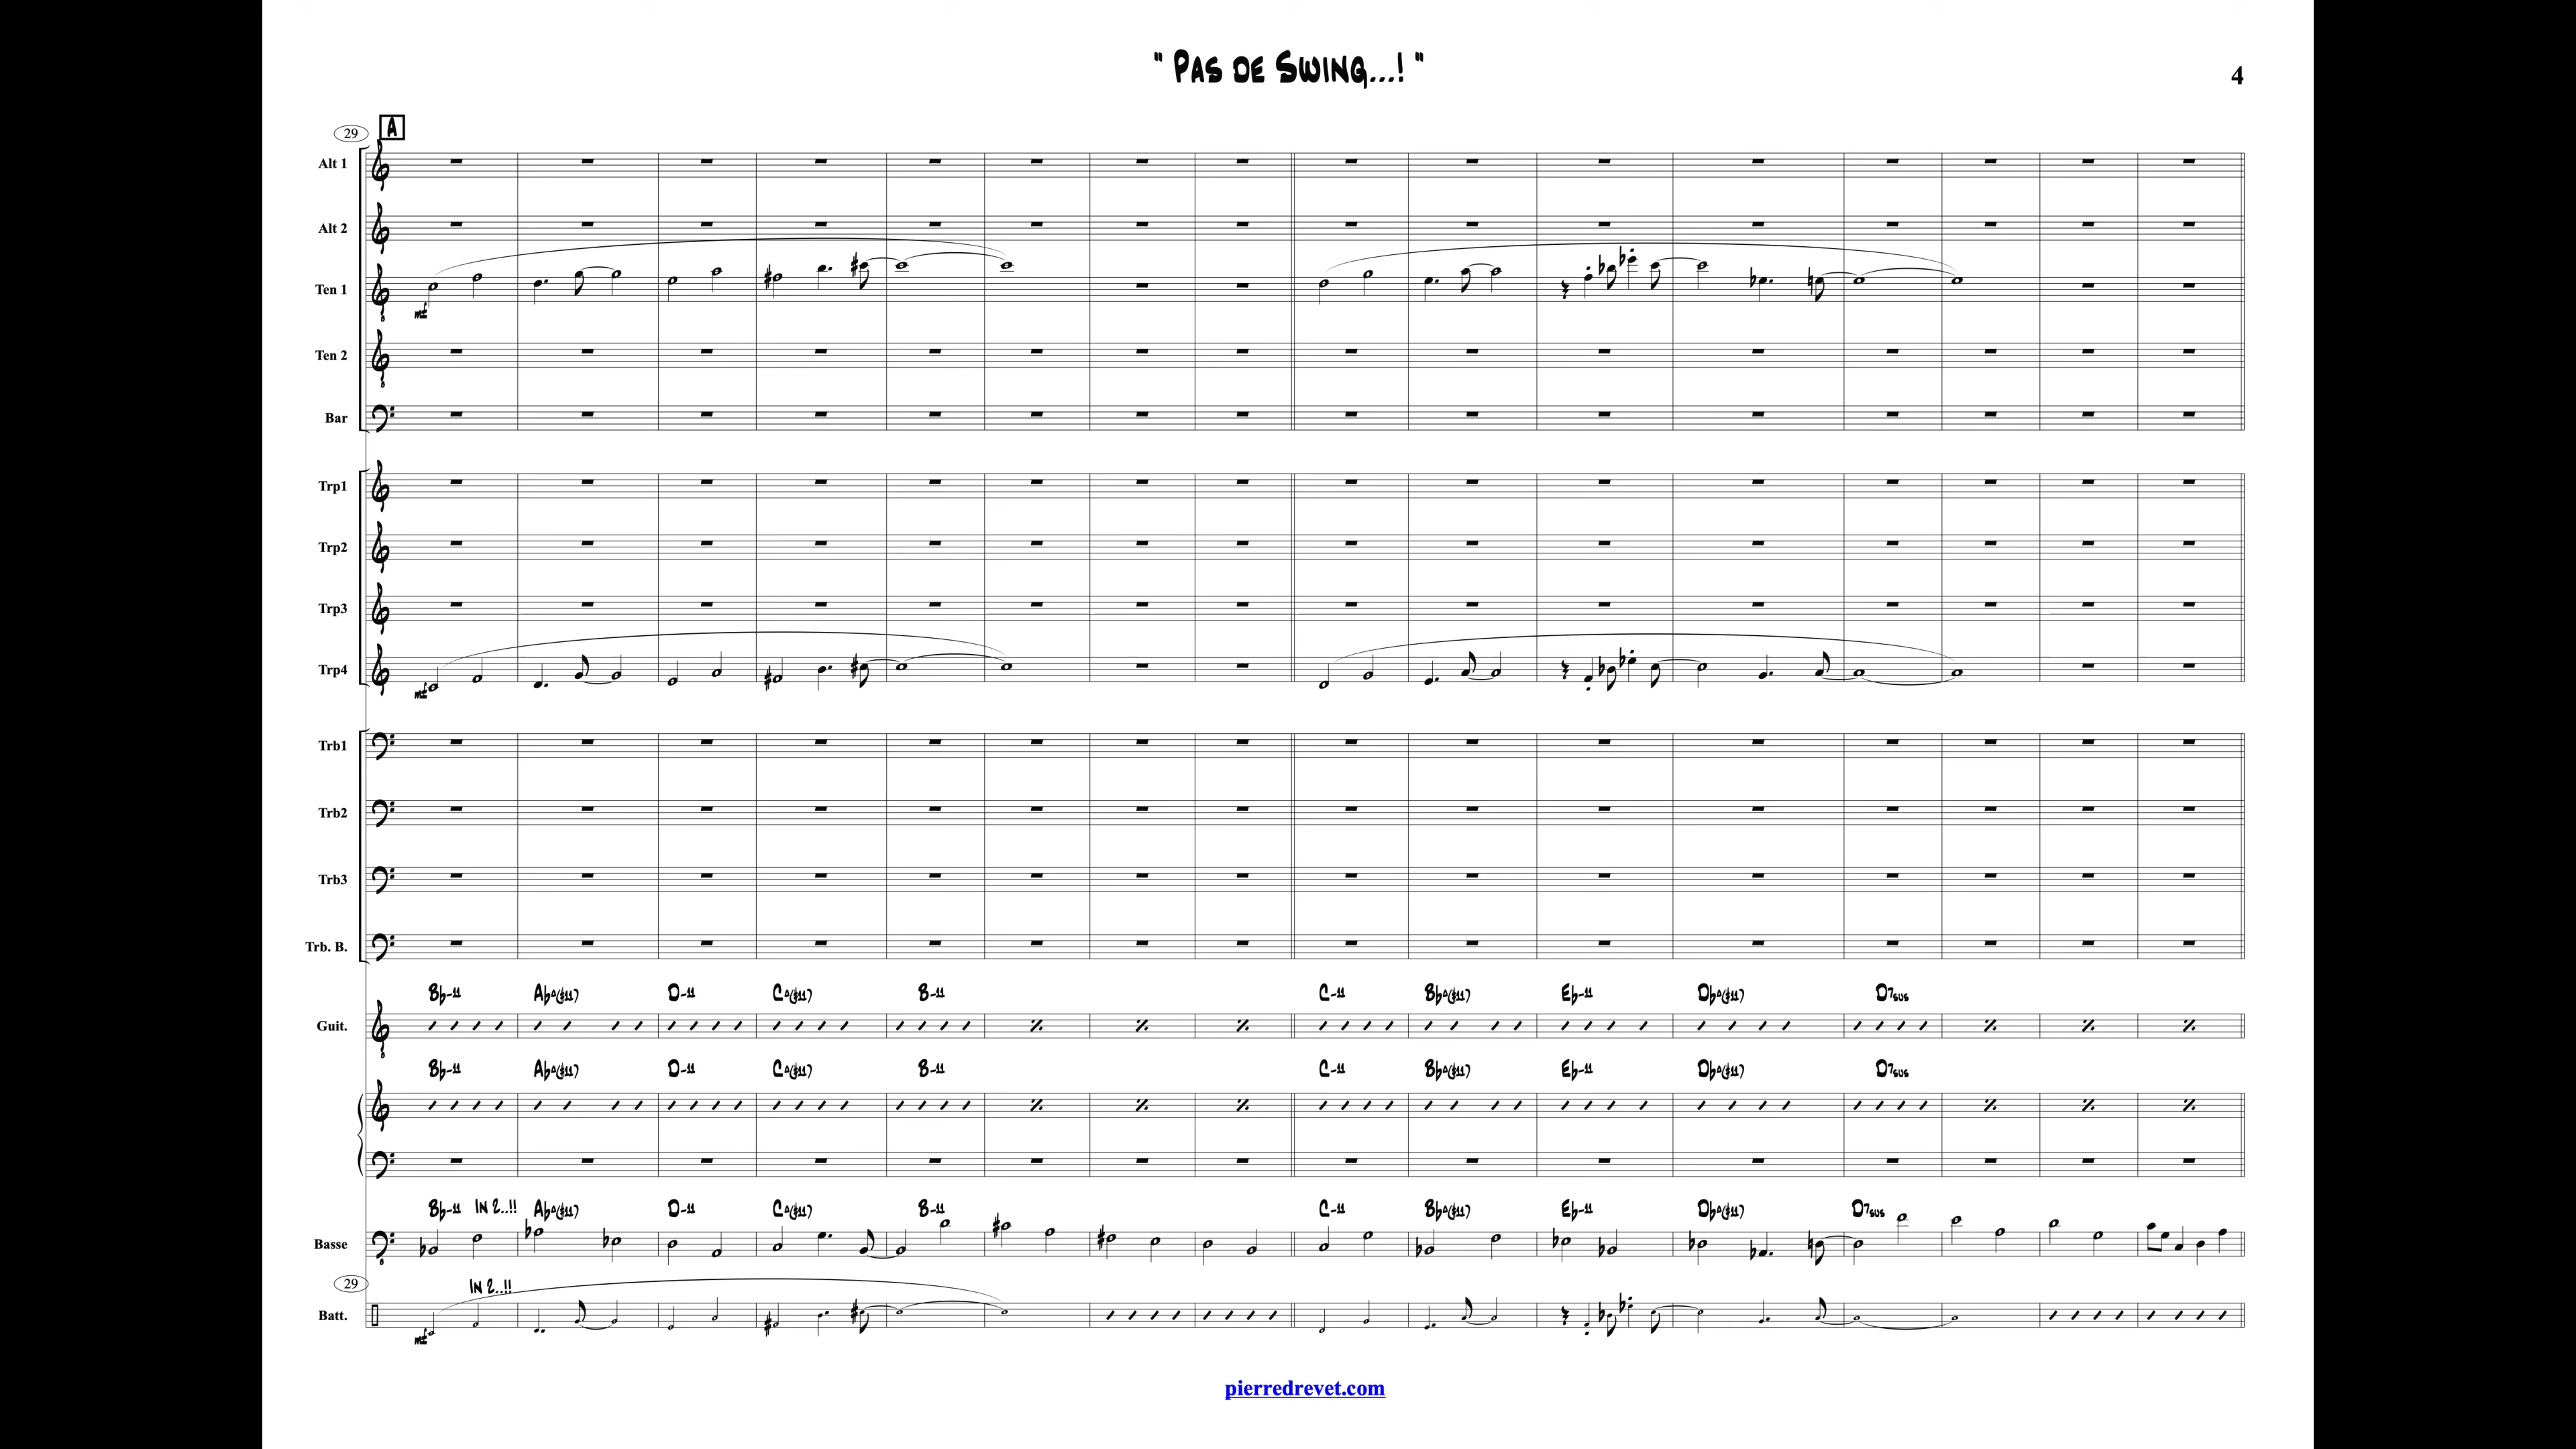 " Pas de Swing...! "
4
29 A
Alt 1
Alt 2
Ten 1
mf
Ten 2
Bar
Trp1
Trp2
Trp3
Trp4
mf
Trb1
Trb2
Trb3
Trb. B.
Bb-11 Ab△(#11) D-11 C△(#11) B-11 C-11 Bb△(#11) Eb-11 Db△(#11) D7sus
Guit.
Bb-11 Ab△(#11) D-11 C△(#11) B-11 C-11 Bb△(#11) Eb-11 Db△(#11) D7sus
Bb-11 In 2..!! Ab△(#11) D-11 C△(#11) B-11 C-11 Bb△(#11) Eb-11 Db△(#11) D7sus
Basse
29 In 2..!!
Batt.
mf
pierredrevet.com